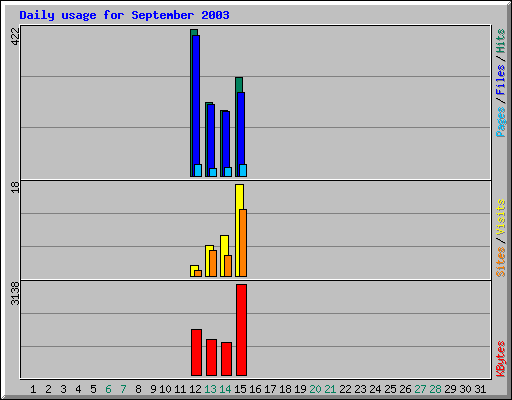 Daily usage for September 2003
422
Pages/Files/Hits
18
Sites/Visits
3138
KBytes
1 2 3 4 5 6 7 8 9 10 11 12 13 14 15 16 17 18 19 20 21 22 23 24 25 26 27 28 29 30 31